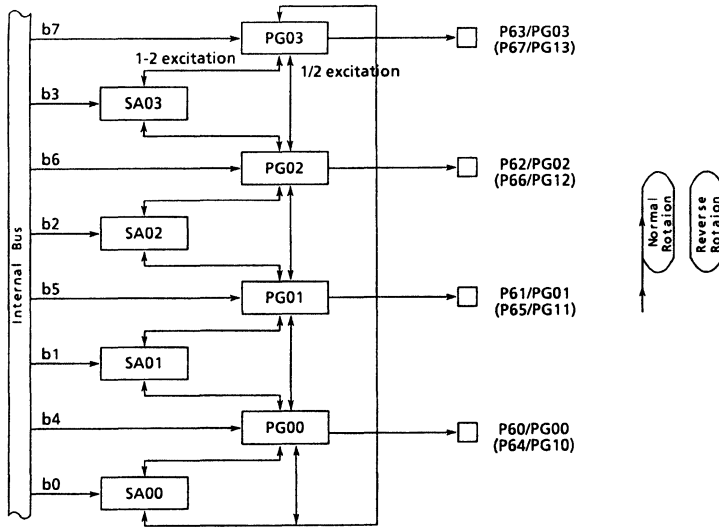 b7
PG03
P63/PG03
(P67/PG13)
1-2 excitation
1/2 excitation
b3
SA03
b6
PG02
P62/PG02
(P66/PG12)
b2
SA02
Internal Bus
b5
PG01
P61/PG01
(P65/PG11)
b1
SA01
b4
PG00
P60/PG00
(P64/PG10)
b0
SA00
Normal
Rotaion
Reverse
Rotaion